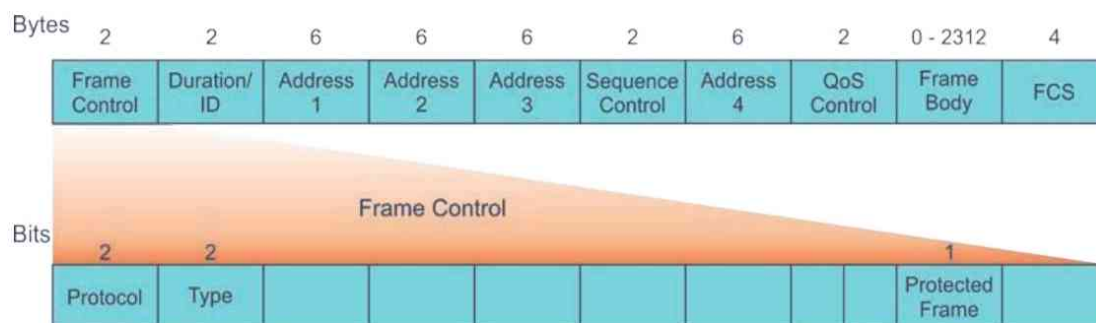 Bytes 2 2 6 6 6 2 6 2 0 - 2312 4
Frame Control Duration/ ID Address 1 Address 2 Address 3 Sequence Control Address 4 QoS Control Frame Body FCS
Frame Control
Bits 2 2 1
Protocol Type Protected Frame